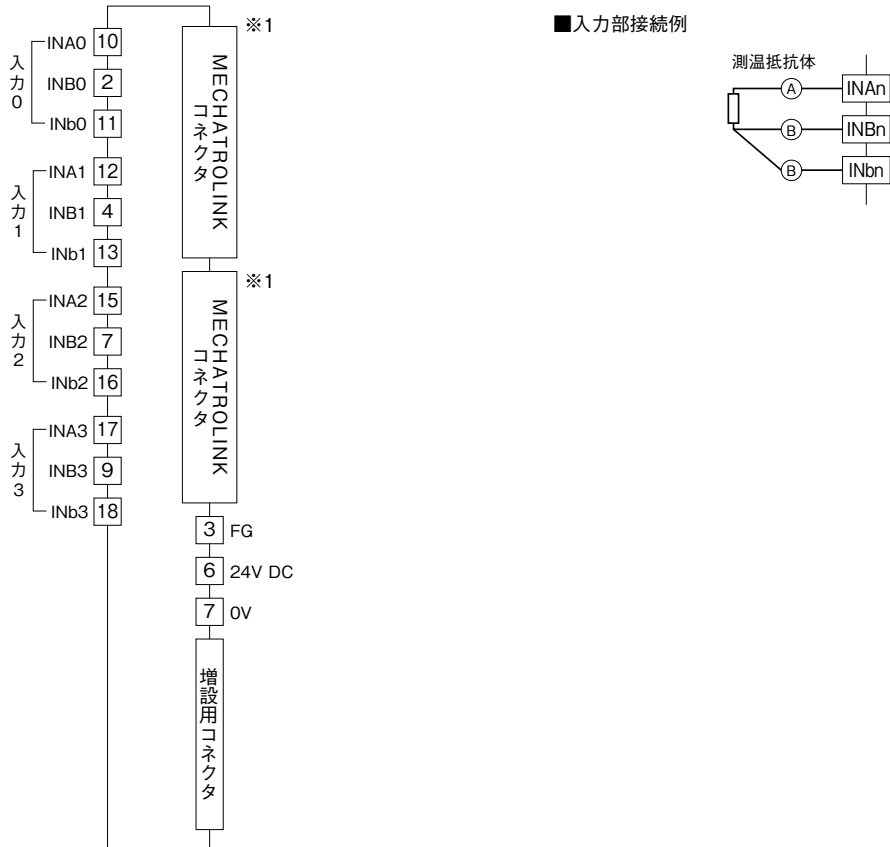 入力0
INA0 10
INB0 2
INb0 11
入力1
INA1 12
INB1 4
INb1 13
入力2
INA2 15
INB2 7
INb2 16
入力3
INA3 17
INB3 9
INb3 18
MECHATROLINK
コネクタ
※1
MECHATROLINK
コネクタ
※1
3 FG
6 24V DC
7 0V
増設用コネクタ
■入力部接続例
測温抵抗体
A INAn
B INBn
B INbn